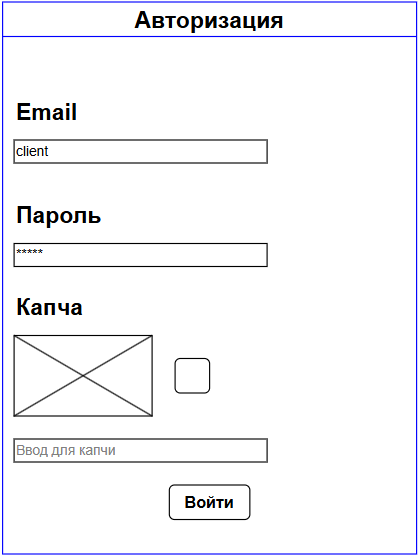 Авторизация
Email
client
Пароль
*****
Капча
Ввод для капчи
Войти